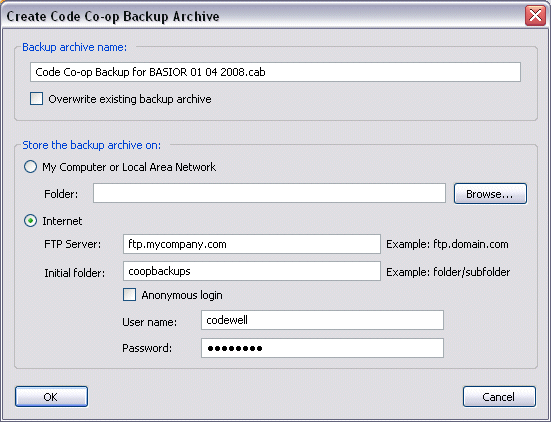 Create Code Co-op Backup Archive
Backup archive name:
Code Co-op Backup for BASIOR 01 04 2008.cab
Overwrite existing backup archive
Store the backup archive on:
My Computer or Local Area Network
Folder:
Browse...
Internet
FTP Server: ftp.mycompany.com Example: ftp.domain.com
Initial folder: coopbackups Example: folder/subfolder
Anonymous login
User name: codewell
Password: ●●●●●●●●
OK Cancel